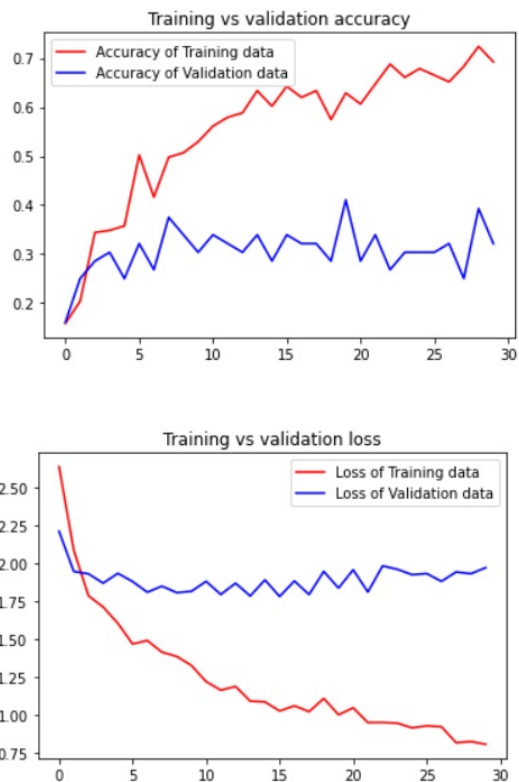 Training vs validation accuracy
Accuracy of Training data
Accuracy of Validation data
0.7
0.6
0.5
0.4
0.3
0.2
0 5 10 15 20 25 30
Training vs validation loss
Loss of Training data
Loss of Validation data
2.50
2.25
2.00
1.75
1.50
1.25
1.00
0.75
0 5 10 15 20 25 30